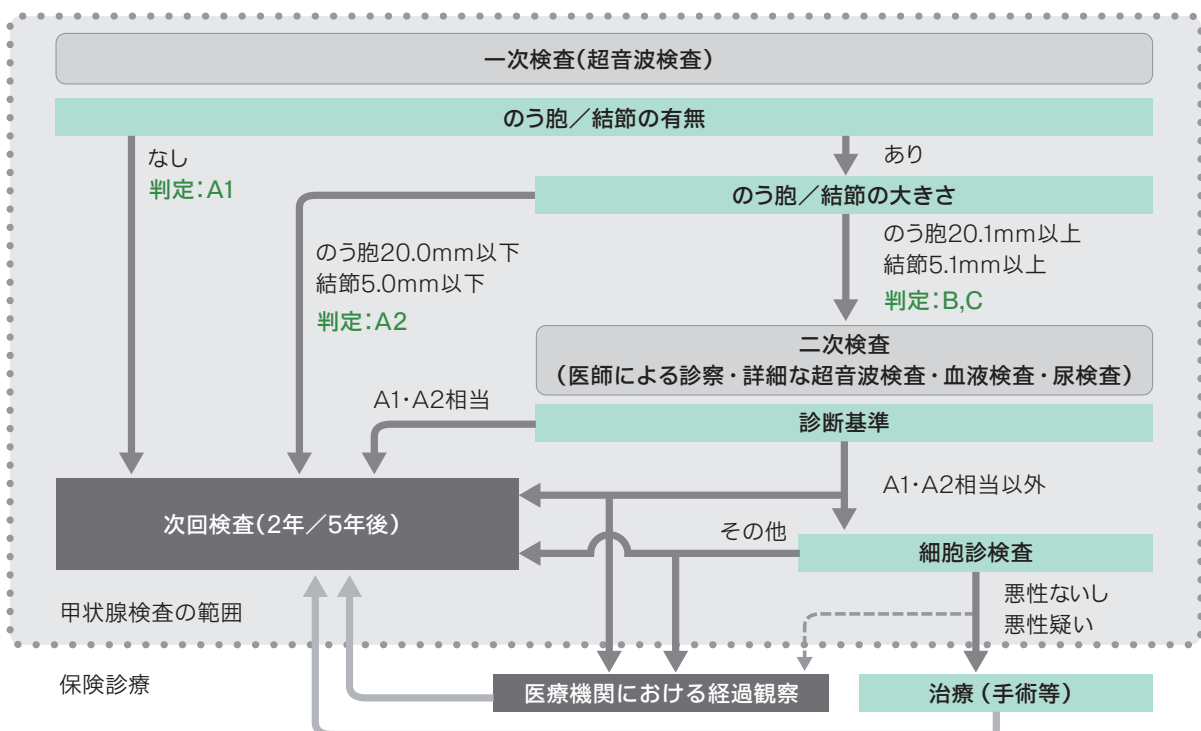 一次検査(超音波検査)
のう胞／結節の有無
なし
判定:A1
あり
のう胞／結節の大きさ
のう胞20.0mm以下
結節5.0mm以下
判定:A2
のう胞20.1mm以上
結節5.1mm以上
判定:B,C
二次検査
(医師による診察・詳細な超音波検査・血液検査・尿検査)
A1・A2相当
診断基準
A1・A2相当以外
次回検査(2年／5年後)
その他
細胞診検査
悪性ないし
悪性疑い
甲状腺検査の範囲
保険診療
医療機関における経過観察
治療(手術等)